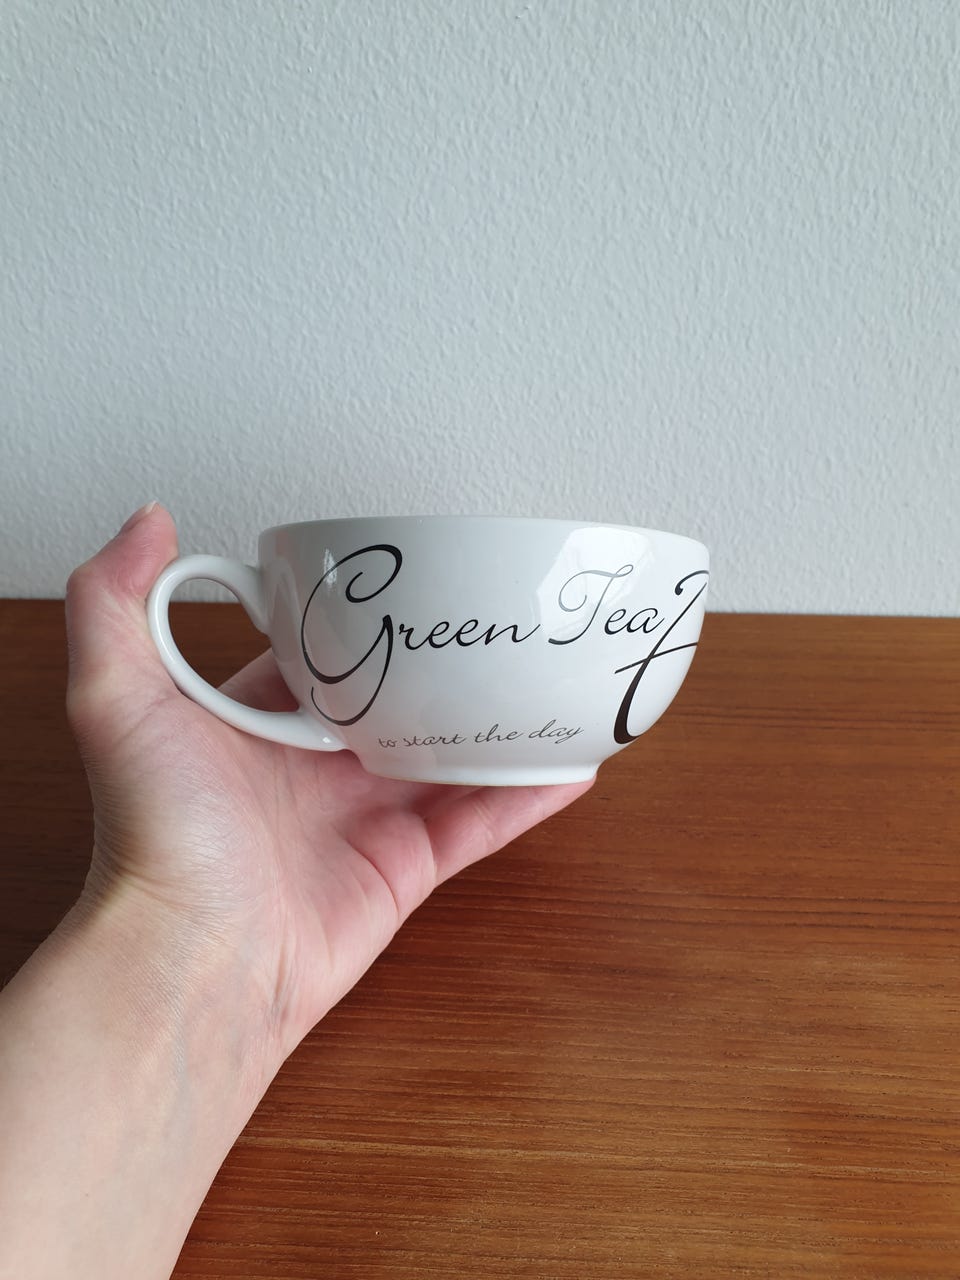 Green Tea
to start the day